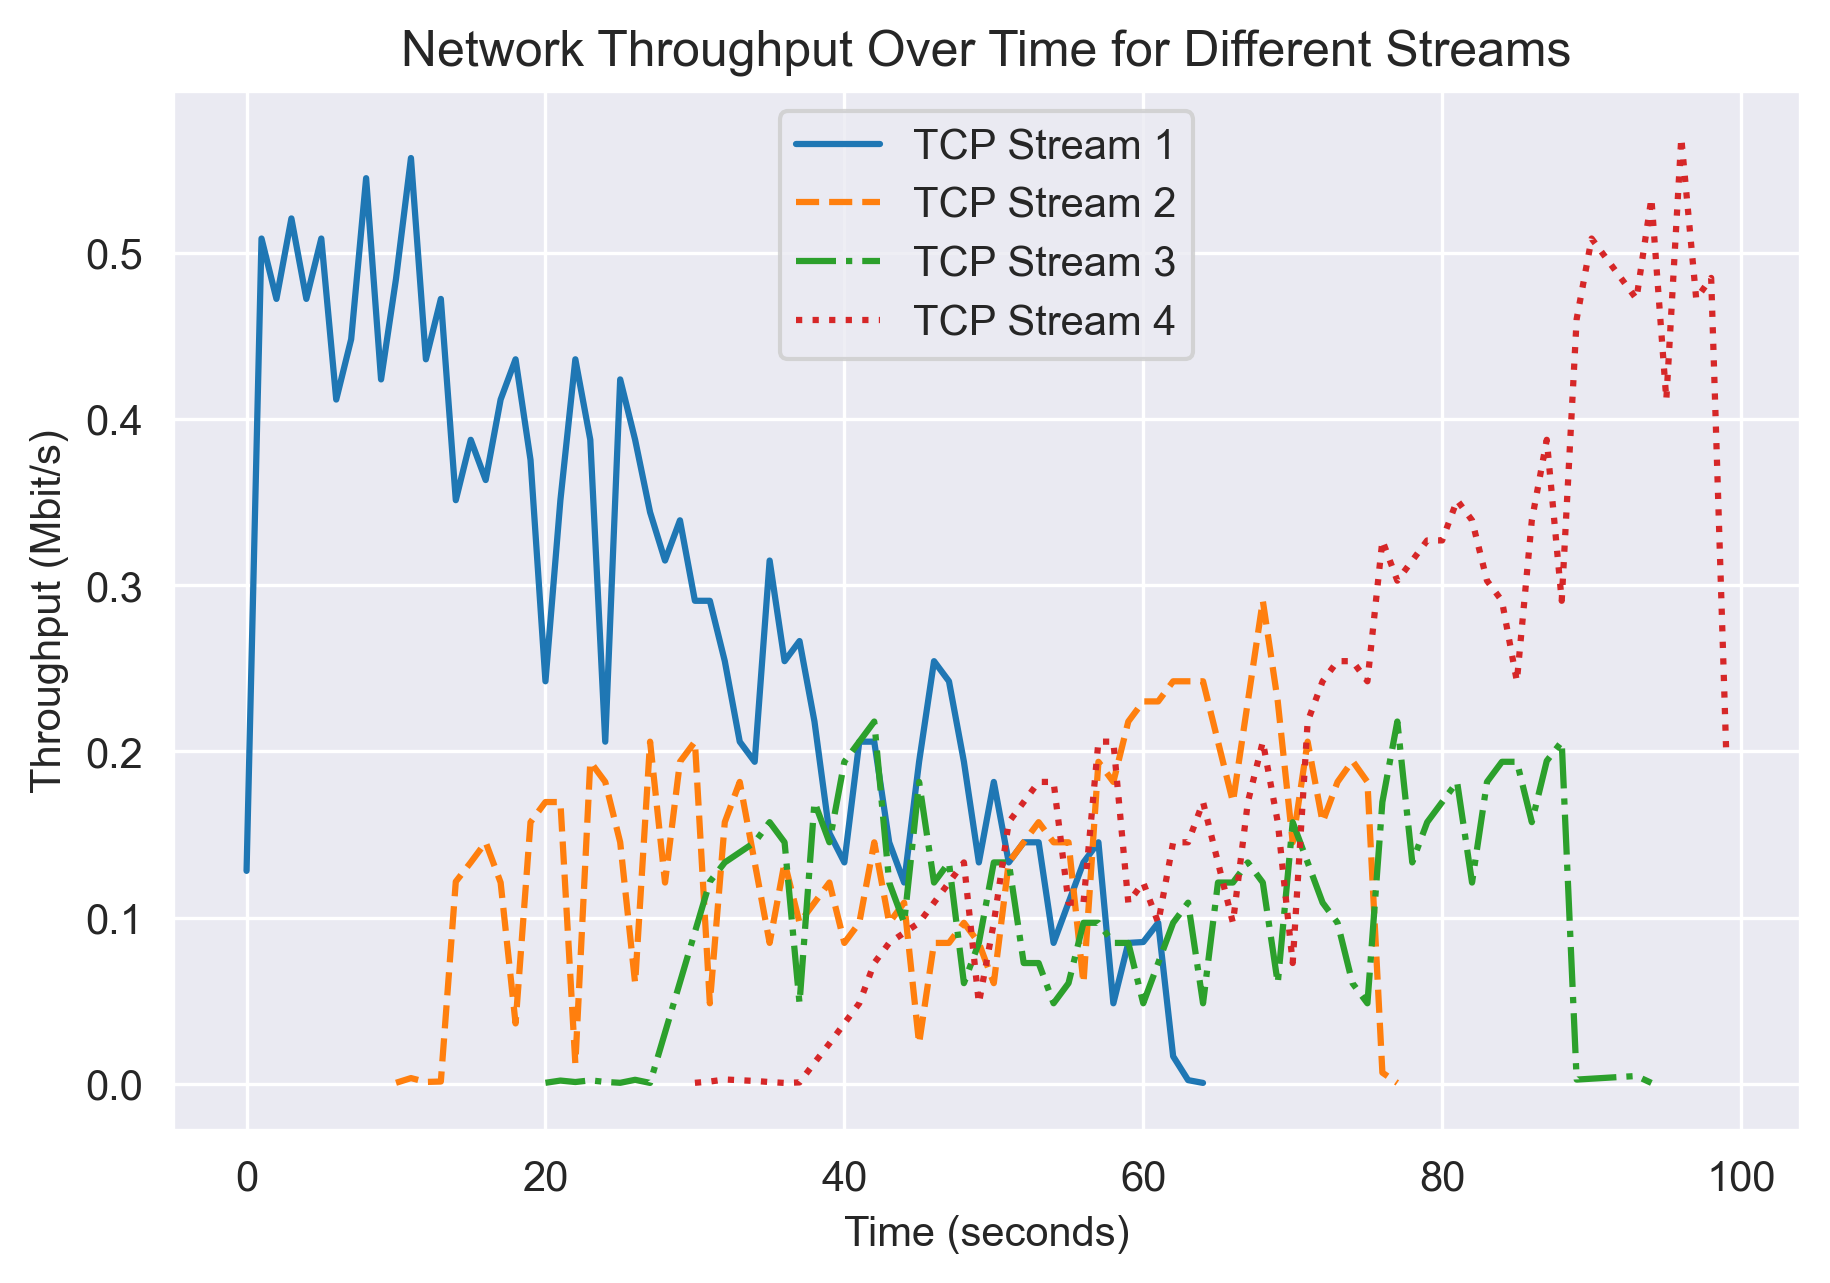 Network Throughput Over Time for Different Streams
TCP Stream 1
TCP Stream 2
TCP Stream 3
TCP Stream 4
Throughput (Mbit/s)
0.5
0.4
0.3
0.2
0.1
0.0
0 20 40 60 80 100
Time (seconds)